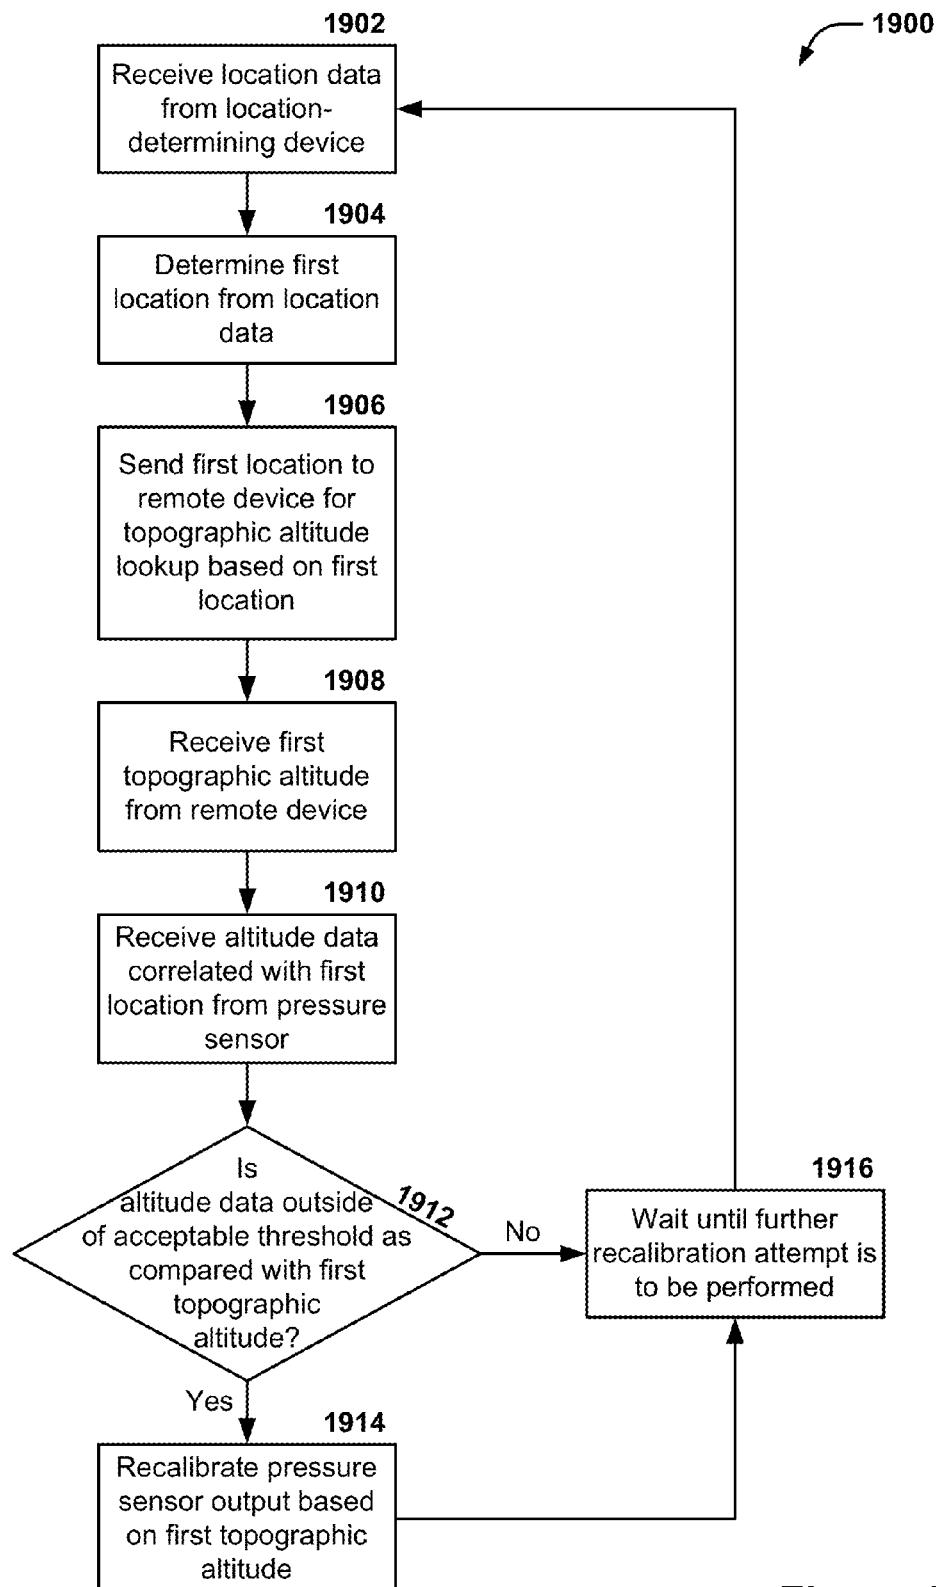 1902
1900
Receive location data
from location-
determining device
1904
Determine first
location from location
data
1906
Send first location to
remote device for
topographic altitude
lookup based on first
location
1908
Receive first
topographic altitude
from remote device
1910
Receive altitude data
correlated with first
location from pressure
sensor
Is
altitude data outside
of acceptable threshold as
compared with first
topographic
altitude?
1912
No
1916
Wait until further
recalibration attempt is
to be performed
Yes
1914
Recalibrate pressure
sensor output based
on first topographic
altitude